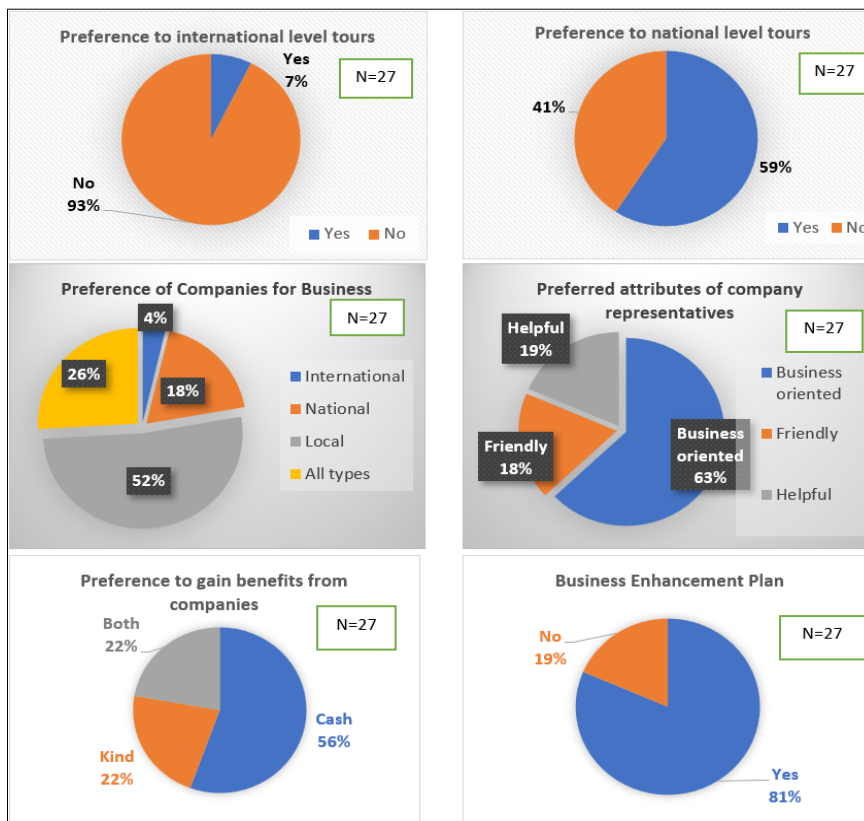 Preference to international level tours
N=27
Yes
7%
No
93%
Yes No
Preference to national level tours
N=27
41%
59%
Yes No
Preference of Companies for Business
N=27
4%
18%
26%
52%
International
National
Local
All types
Preferred attributes of company
representatives
N=27
Helpful
19%
Friendly
18%
Business
oriented
63%
Business
oriented
Friendly
Helpful
Preference to gain benefits from
companies
N=27
Both
22%
Cash
56%
Kind
22%
Business Enhancement Plan
N=27
No
19%
Yes
81%